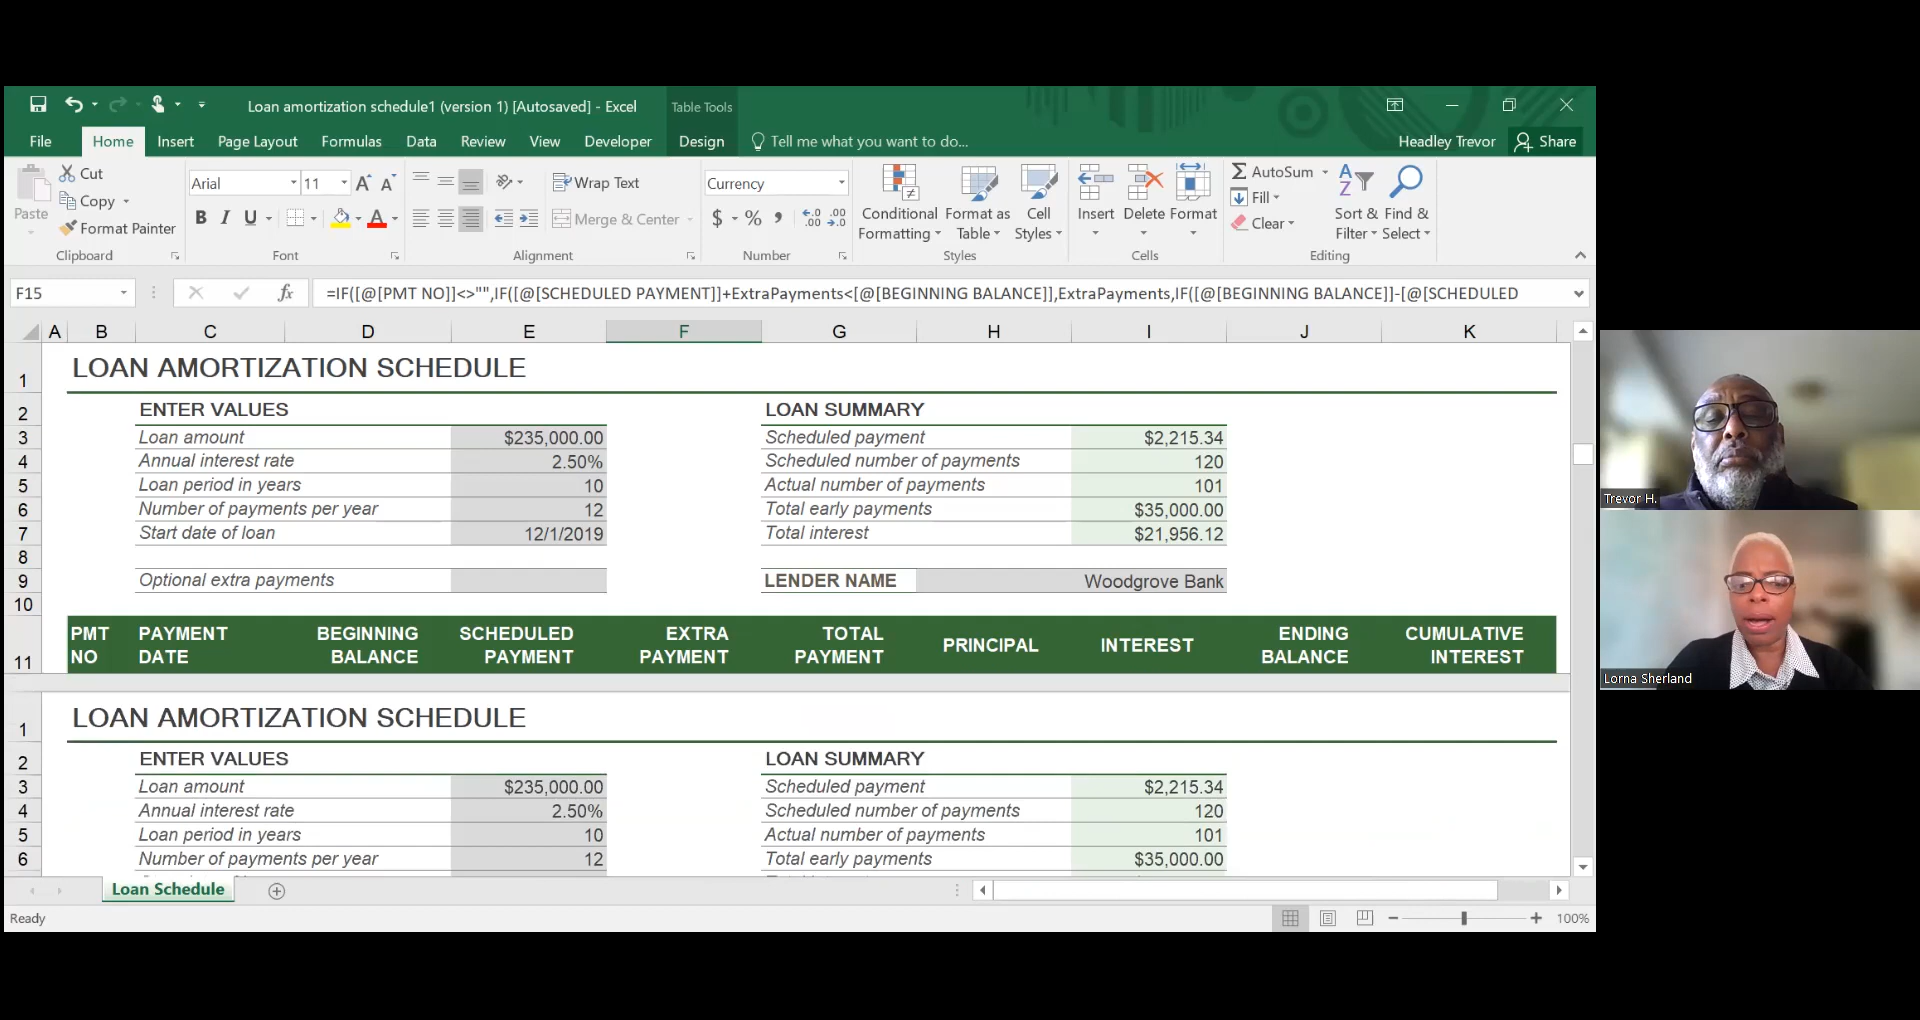 Loan amortization schedule1 (version 1) [Autosaved] - Excel
Table Tools
File Home Insert Page Layout Formulas Data Review View Developer Design Tell me what you want to do... Headley Trevor Share
Paste
Cut
Copy
Format Painter
Clipboard
Arial 11
B I U
Font
Wrap Text
Merge & Center
Alignment
Currency
$ % ,
Number
Conditional Formatting
Format as Table
Cell Styles
Styles
Insert Delete Format
Cells
AutoSum
Fill
Clear
Sort & Filter
Find & Select
Editing
F15 fx =IF([@[PMT NO]]<>"",IF([@[SCHEDULED PAYMENT]]+ExtraPayments<[@[BEGINNING BALANCE]],ExtraPayments,IF([@[BEGINNING BALANCE]]-[@[SCHEDULED
A B C D E F G H I J K
1 LOAN AMORTIZATION SCHEDULE
2 ENTER VALUES LOAN SUMMARY
3 Loan amount $235,000.00 Scheduled payment $2,215.34
4 Annual interest rate 2.50% Scheduled number of payments 120
5 Loan period in years 10 Actual number of payments 101
6 Number of payments per year 12 Total early payments $35,000.00
7 Start date of loan 12/1/2019 Total interest $21,956.12
8
9 Optional extra payments LENDER NAME Woodgrove Bank
10
PMT PAYMENT BEGINNING SCHEDULED EXTRA TOTAL PRINCIPAL INTEREST ENDING CUMULATIVE
11 NO DATE BALANCE PAYMENT PAYMENT PAYMENT BALANCE INTEREST
1 LOAN AMORTIZATION SCHEDULE
2 ENTER VALUES LOAN SUMMARY
3 Loan amount $235,000.00 Scheduled payment $2,215.34
4 Annual interest rate 2.50% Scheduled number of payments 120
5 Loan period in years 10 Actual number of payments 101
6 Number of payments per year 12 Total early payments $35,000.00
Loan Schedule
Ready 100%
Trevor H.
Lorna Sherland